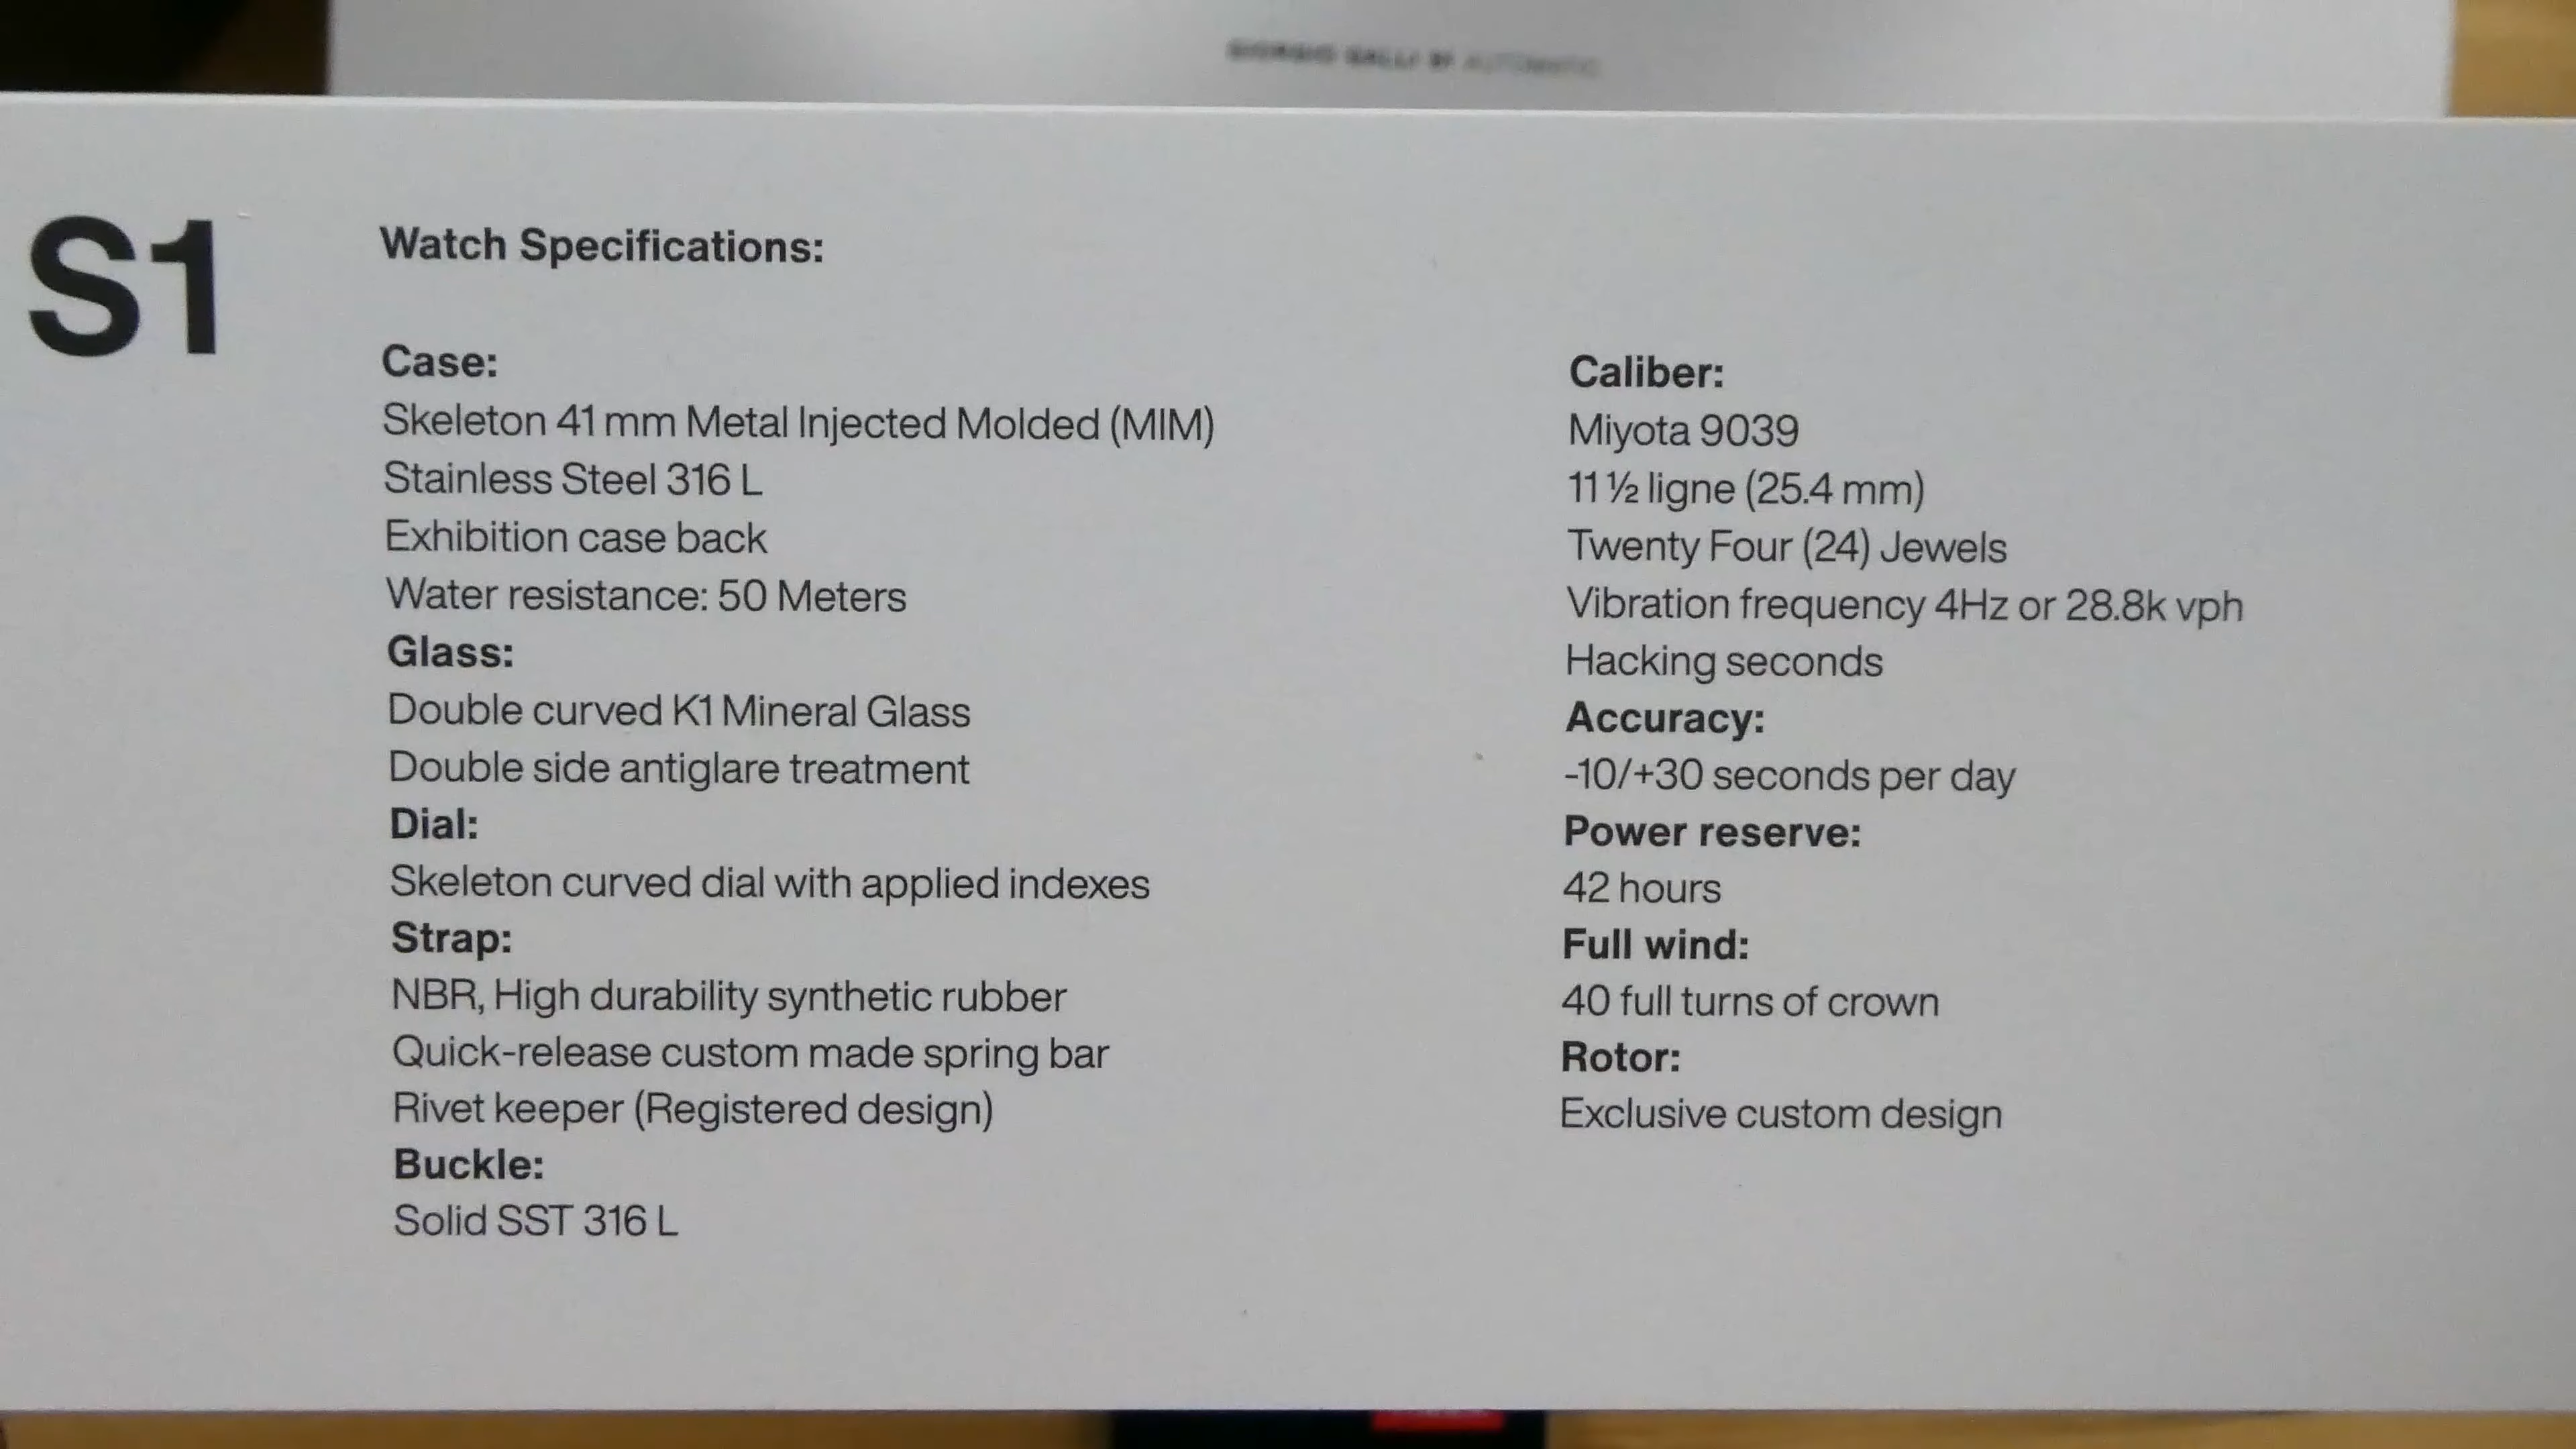 GIORGIO GALLI S1 AUTOMATIC
S1
Watch Specifications:
Case:
Skeleton 41 mm Metal Injected Molded (MIM)
Stainless Steel 316 L
Exhibition case back
Water resistance: 50 Meters
Glass:
Double curved K1 Mineral Glass
Double side antiglare treatment
Dial:
Skeleton curved dial with applied indexes
Strap:
NBR, High durability synthetic rubber
Quick-release custom made spring bar
Rivet keeper (Registered design)
Buckle:
Solid SST 316 L
Caliber:
Miyota 9039
11 ½ ligne (25.4 mm)
Twenty Four (24) Jewels
Vibration frequency 4Hz or 28.8k vph
Hacking seconds
Accuracy:
-10/+30 seconds per day
Power reserve:
42 hours
Full wind:
40 full turns of crown
Rotor:
Exclusive custom design